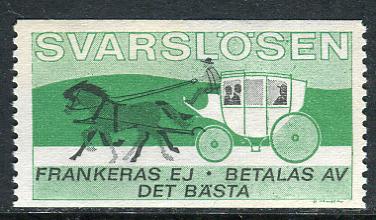 SVARSLÖSEN
FRANKERAS EJ · BETALAS AV
DET BÄSTA